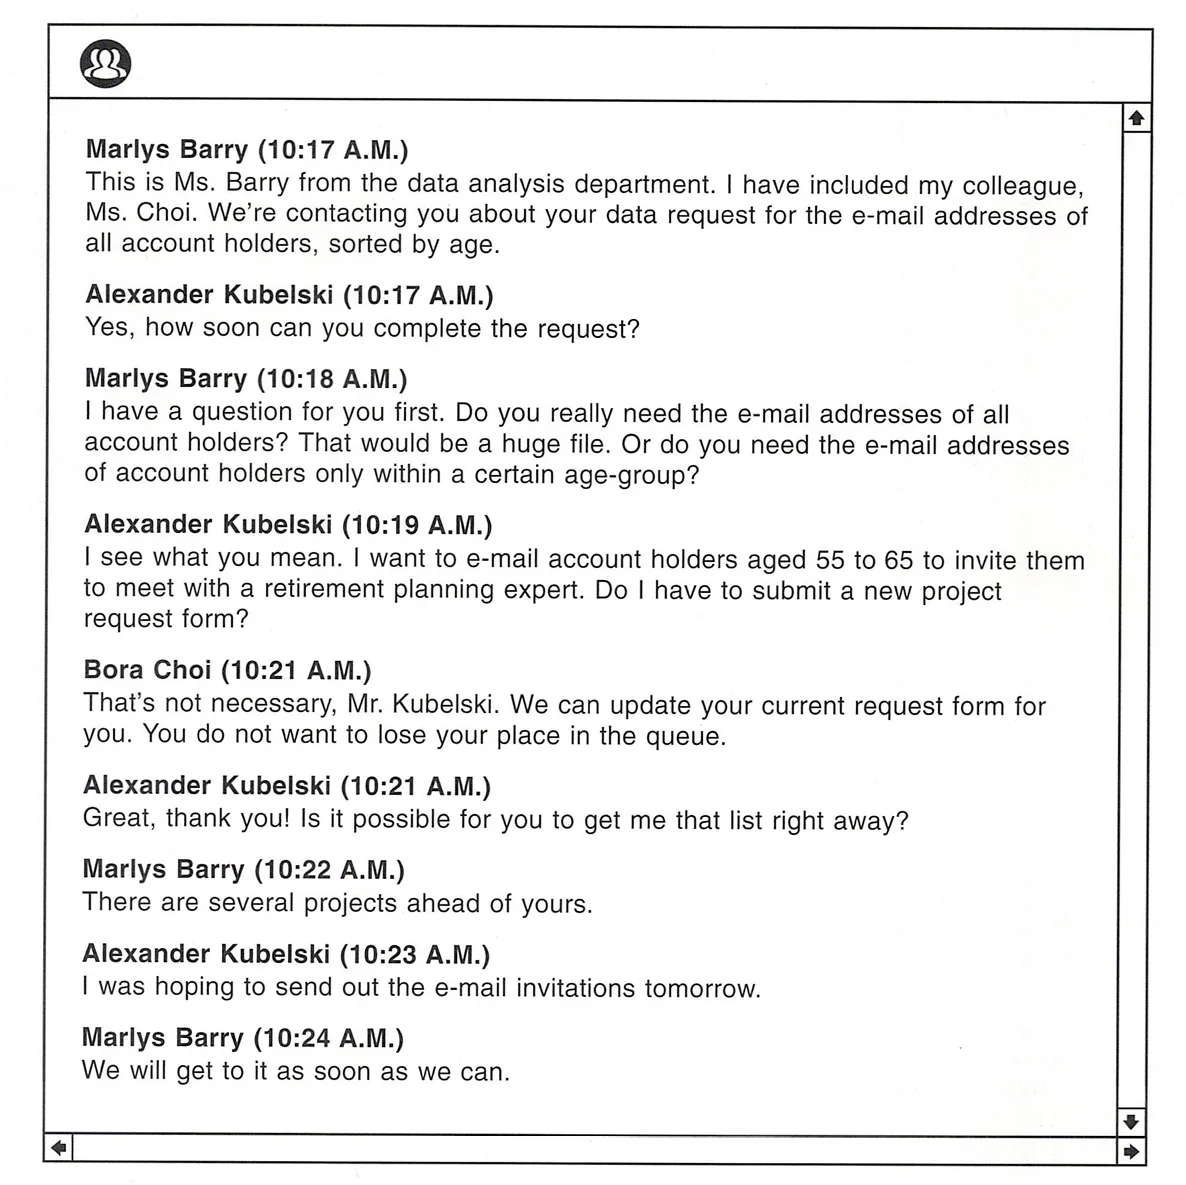 Marlys Barry (10:17 A.M.)
This is Ms. Barry from the data analysis department. I have included my colleague,
Ms. Choi. We're contacting you about your data request for the e-mail addresses of
all account holders, sorted by age.
Alexander Kubelski (10:17 A.M.)
Yes, how soon can you complete the request?
Marlys Barry (10:18 A.M.)
I have a question for you first. Do you really need the e-mail addresses of all
account holders? That would be a huge file. Or do you need the e-mail addresses
of account holders only within a certain age-group?
Alexander Kubelski (10:19 A.M.)
I see what you mean. I want to e-mail account holders aged 55 to 65 to invite them
to meet with a retirement planning expert. Do I have to submit a new project
request form?
Bora Choi (10:21 A.M.)
That's not necessary, Mr. Kubelski. We can update your current request form for
you. You do not want to lose your place in the queue.
Alexander Kubelski (10:21 A.M.)
Great, thank you! Is it possible for you to get me that list right away?
Marlys Barry (10:22 A.M.)
There are several projects ahead of yours.
Alexander Kubelski (10:23 A.M.)
I was hoping to send out the e-mail invitations tomorrow.
Marlys Barry (10:24 A.M.)
We will get to it as soon as we can.